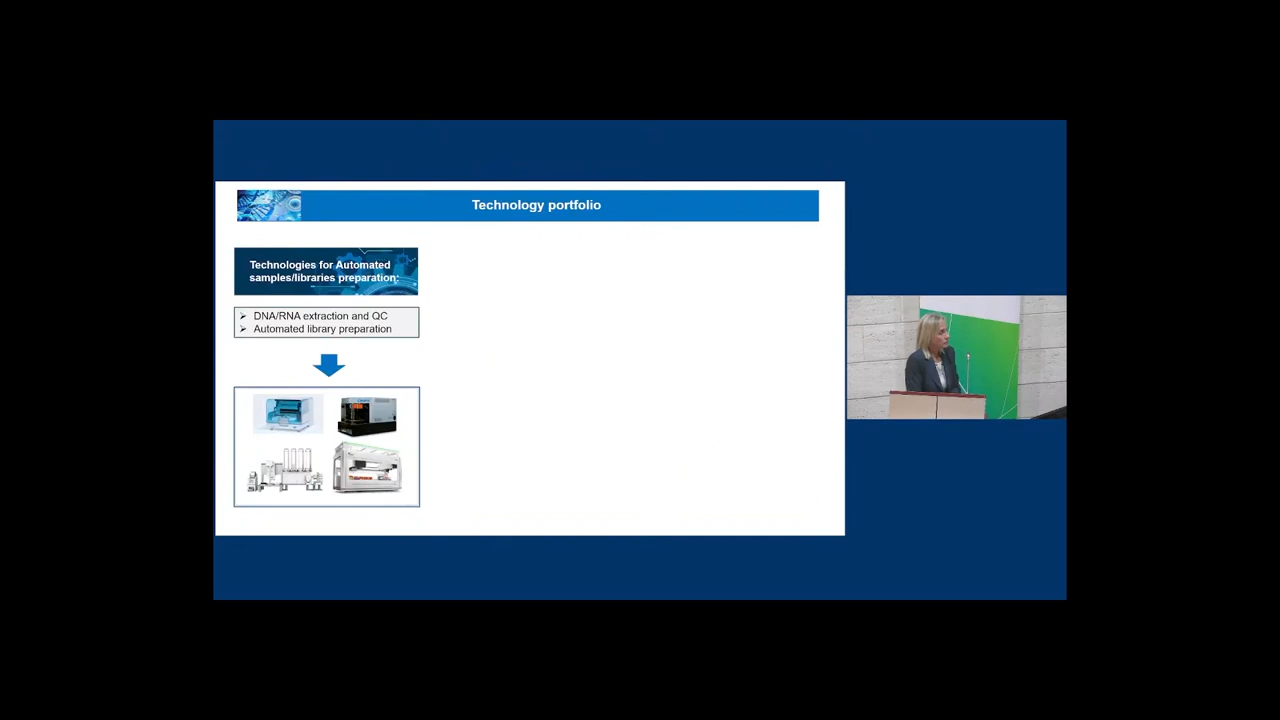 Technology portfolio
Technologies for Automated
samples/libraries preparation:
➢ DNA/RNA extraction and QC
➢ Automated library preparation